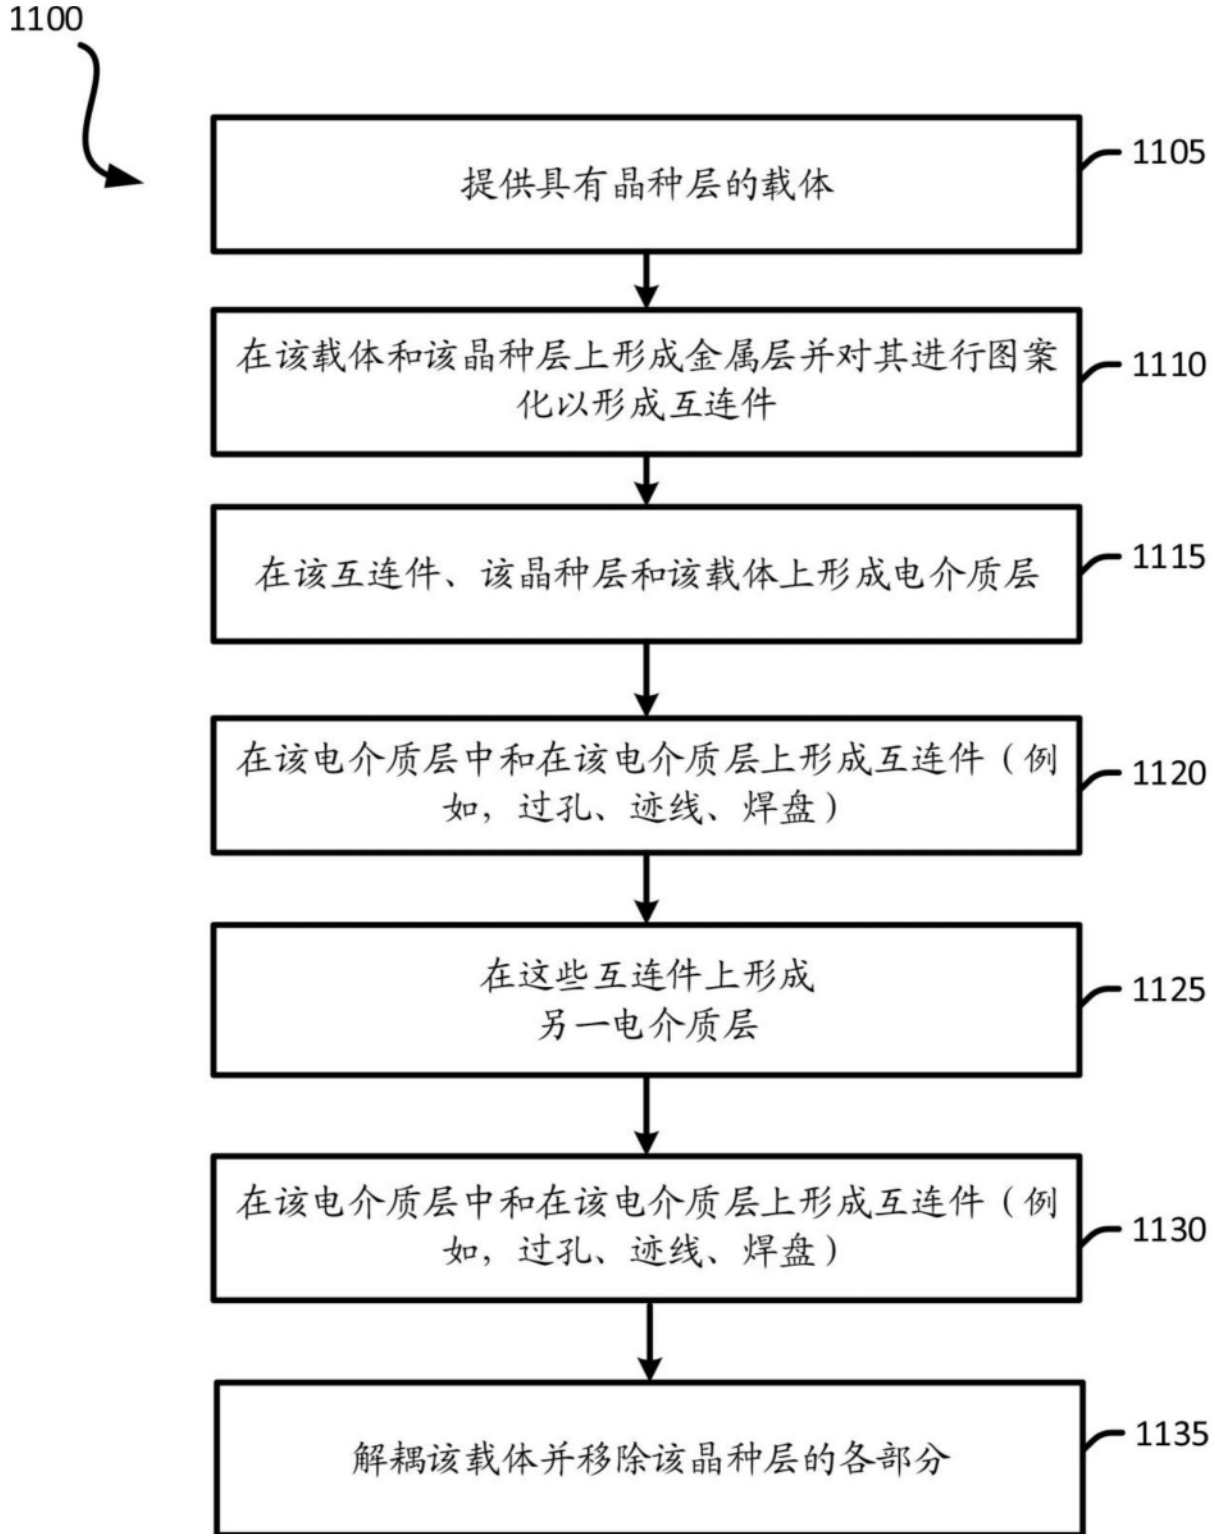 1100
提供具有晶种层的载体
1105
在该载体和该晶种层上形成金属层并对其进行图案
化以形成互连件
1110
在该互连件、该晶种层和该载体上形成电介质层
1115
在该电介质层中和在该电介质层上形成互连件（例
如，过孔、迹线、焊盘）
1120
在这些互连件上形成
另一电介质层
1125
在该电介质层中和在该电介质层上形成互连件（例
如，过孔、迹线、焊盘）
1130
解耦该载体并移除该晶种层的各部分
1135